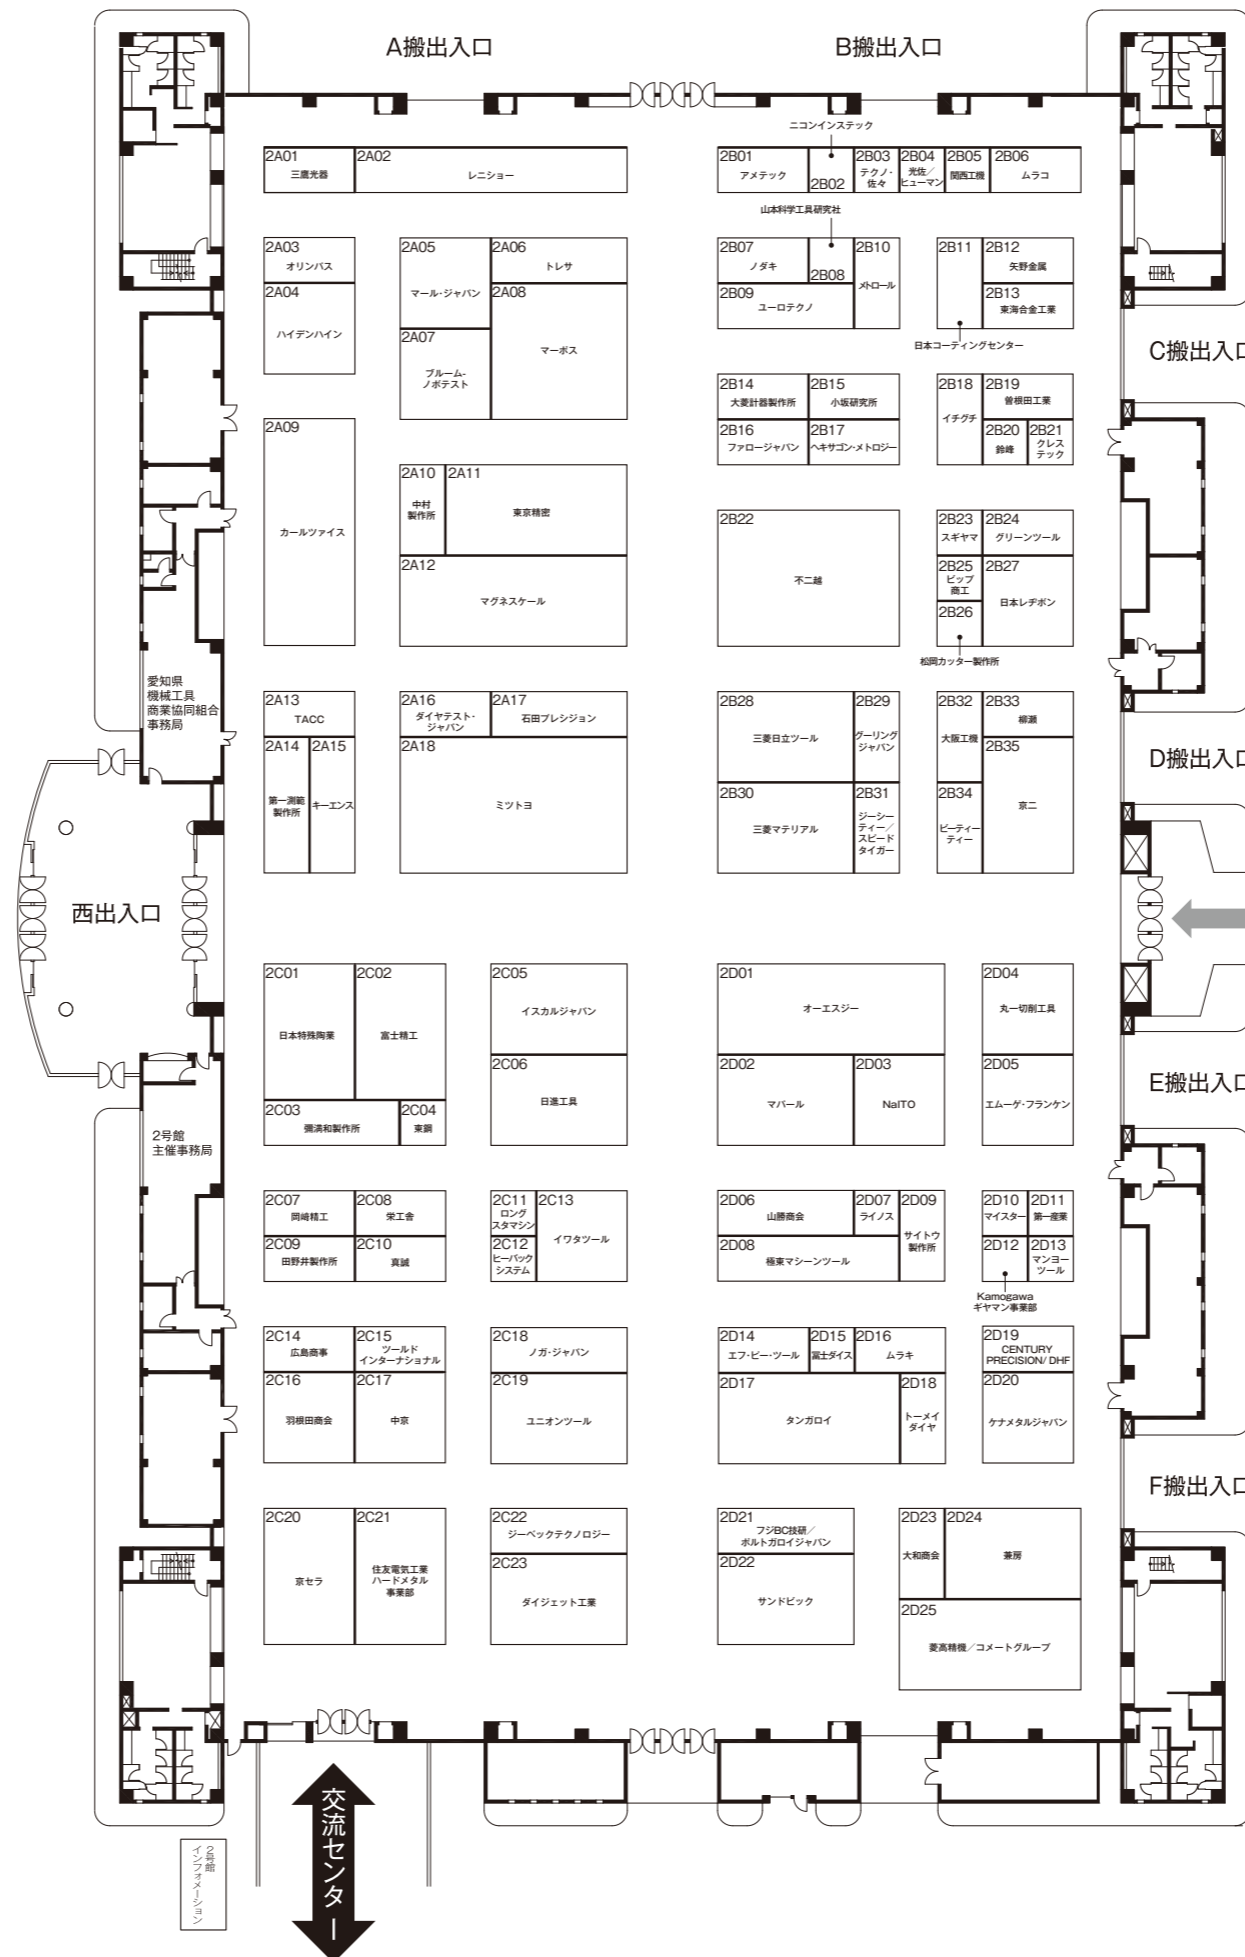 A搬出入口
B搬出入口
ニコンインステック
2A01
三鷹光器
2A02
レニショー
2B01
アメテック
2B02
2B03
テクノ・
佐々
2B04
光佐／
ヒューマン
2B05
関西工機
2B06
ムラコ
山本科学工具研究社
2A03
オリンパス
2A04
ハイデンハイン
2A05
マール・ジャパン
2A06
トレサ
2A07
ブルーム-
ノボテスト
2A08
マーポス
2B07
ノダキ
2B08
2B09
ユーロテクノ
2B10
メトロール
2B11
日本コーティングセンター
2B12
矢野金属
2B13
東海合金工業
C搬出入口
2A09
カールツァイス
2B14
大菱計器製作所
2B15
小坂研究所
2B16
ファロージャパン
2B17
ヘキサゴン・メトロジー
2B18
イチグチ
2B19
曽根田工業
2B20
鈴峰
2B21
クレス
テック
2A10
中村
製作所
2A11
東京精密
2A12
マグネスケール
2B22
不二越
2B23
スギヤマ
2B24
グリーンツール
2B25
ビップ
商工
2B26
松岡カッター製作所
2B27
日本レヂボン
愛知県
機械工具
商業協同組合
事務局
2A13
TACC
2A14
第一測範
製作所
2A15
キーエンス
2A16
ダイヤテスト・
ジャパン
2A17
石田プレシジョン
2A18
ミツトヨ
2B28
三菱日立ツール
2B29
グーリング
ジャパン
2B30
三菱マテリアル
2B31
ジーシー
ティー／
スピード
タイガー
2B32
大阪工機
2B33
柳瀬
2B34
ピーティー
ティー
2B35
京二
D搬出入口
西出入口
2C01
日本特殊陶業
2C02
富士精工
2C03
彌満和製作所
2C04
東鋼
2C05
イスカルジャパン
2C06
日進工具
2D01
オーエスジー
2D02
マパール
2D03
NaITO
2D04
丸一切削工具
2D05
エムーゲ・フランケン
E搬出入口
2号館
主催事務局
2C07
岡崎精工
2C08
栄工舎
2C09
田野井製作所
2C10
真誠
2C11
ロング
スタマシン
2C12
ヒーバック
システム
2C13
イワタツール
2D06
山勝商会
2D07
ライノス
2D08
極東マシーンツール
2D09
サイトウ
製作所
2D10
マイスター
2D11
第一産業
2D12
Kamogawa
ギヤマン事業部
2D13
マンヨー
ツール
2C14
広島商事
2C15
ツールド
インターナショナル
2C16
羽根田商会
2C17
中京
2C18
ノガ・ジャパン
2C19
ユニオンツール
2D14
エフ・ピー・ツール
2D15
冨士ダイス
2D16
ムラキ
2D17
タンガロイ
2D18
トーメイ
ダイヤ
2D19
CENTURY
PRECISION/DHF
2D20
ケナメタルジャパン
F搬出入口
2C20
京セラ
2C21
住友電気工業
ハードメタル
事業部
2C22
ジーベックテクノロジー
2C23
ダイジェット工業
2D21
フジBC技研／
ボルトガロイジャパン
2D22
サンドビック
2D23
大和商会
2D24
兼房
2D25
菱高精機／コメートグループ
交流センター
2号館
インフォメーション